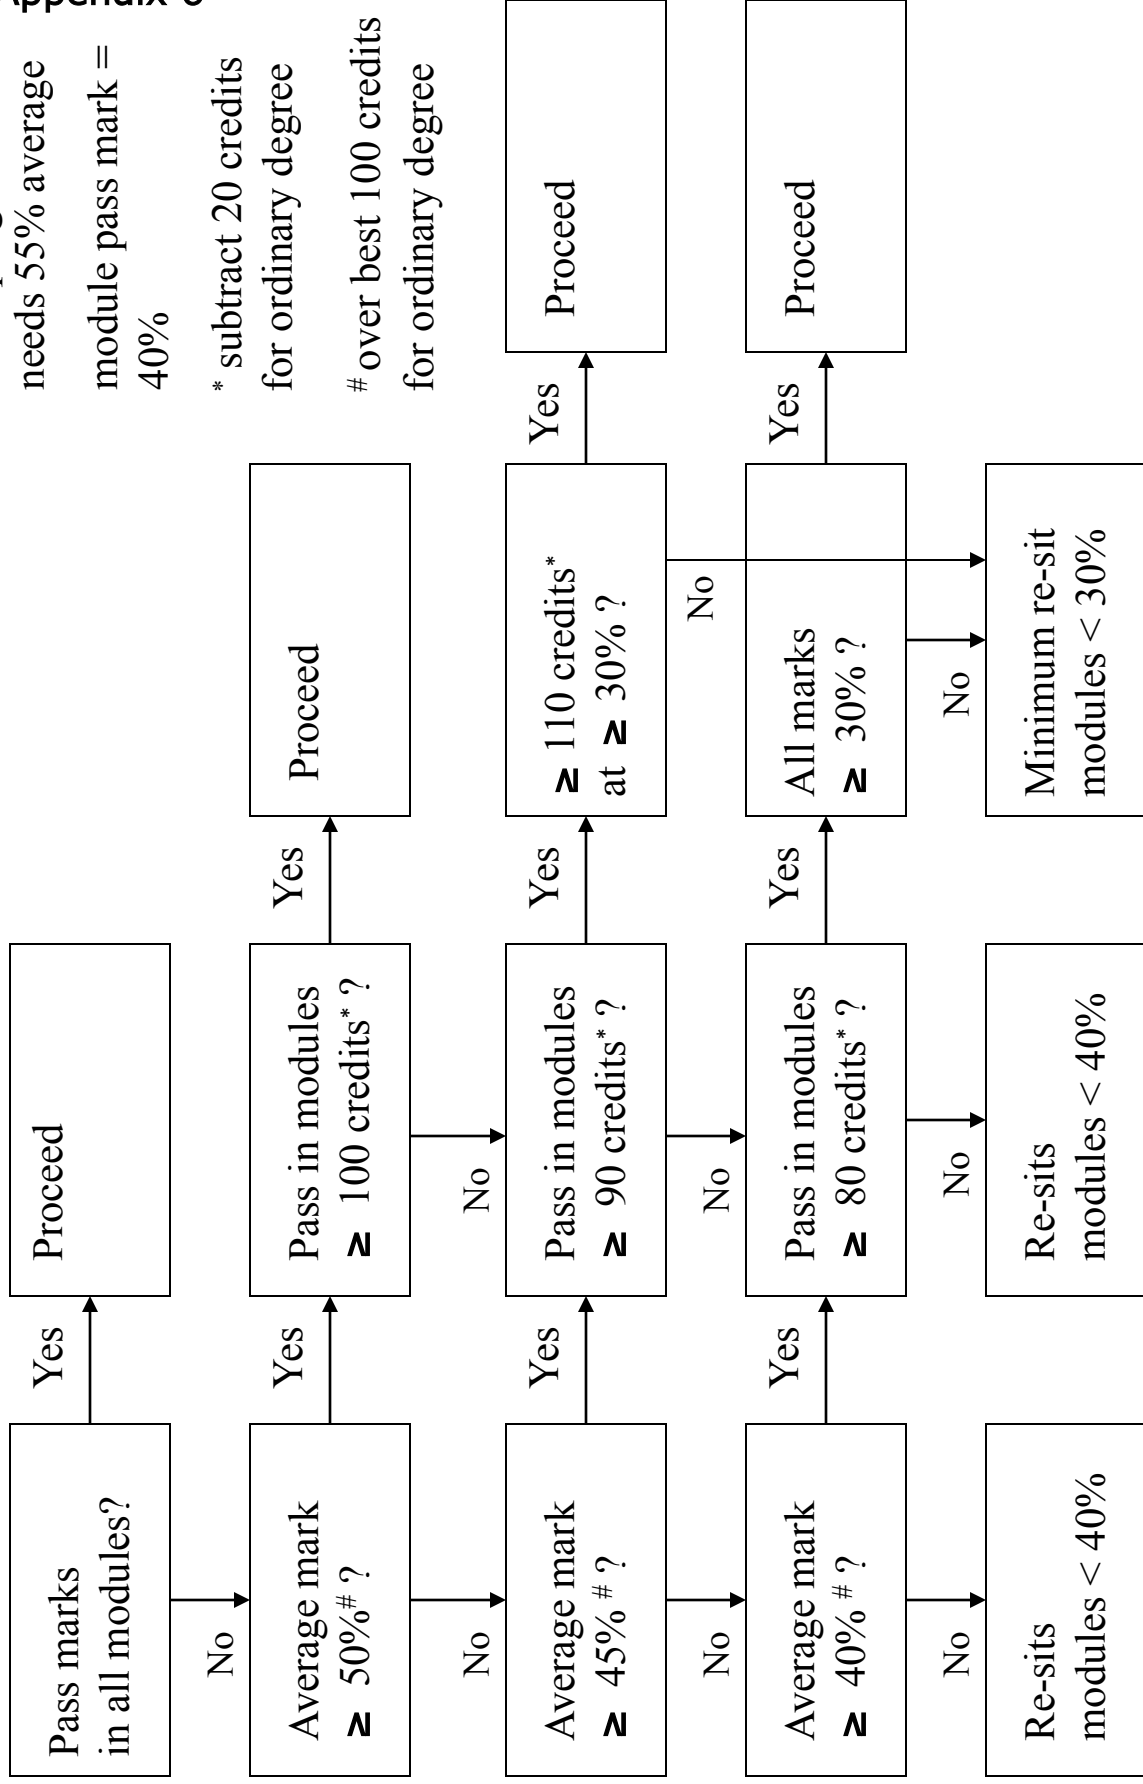 Appendix 6
needs 55% average
module pass mark =
40%
* subtract 20 credits
for ordinary degree
# over best 100 credits
for ordinary degree
Pass marks
in all modules?
Yes
Proceed
No
Average mark
≥ 50%# ?
Yes
Pass in modules
≥ 100 credits* ?
Yes
Proceed
No
No
Average mark
≥ 45% # ?
Yes
Pass in modules
≥ 90 credits* ?
Yes
≥ 110 credits*
at ≥ 30% ?
Yes
Proceed
No
No
No
Average mark
≥ 40% # ?
Yes
Pass in modules
≥ 80 credits* ?
Yes
All marks
≥ 30% ?
Yes
Proceed
No
No
No
Re-sits
modules < 40%
Re-sits
modules < 40%
Minimum re-sit
modules < 30%